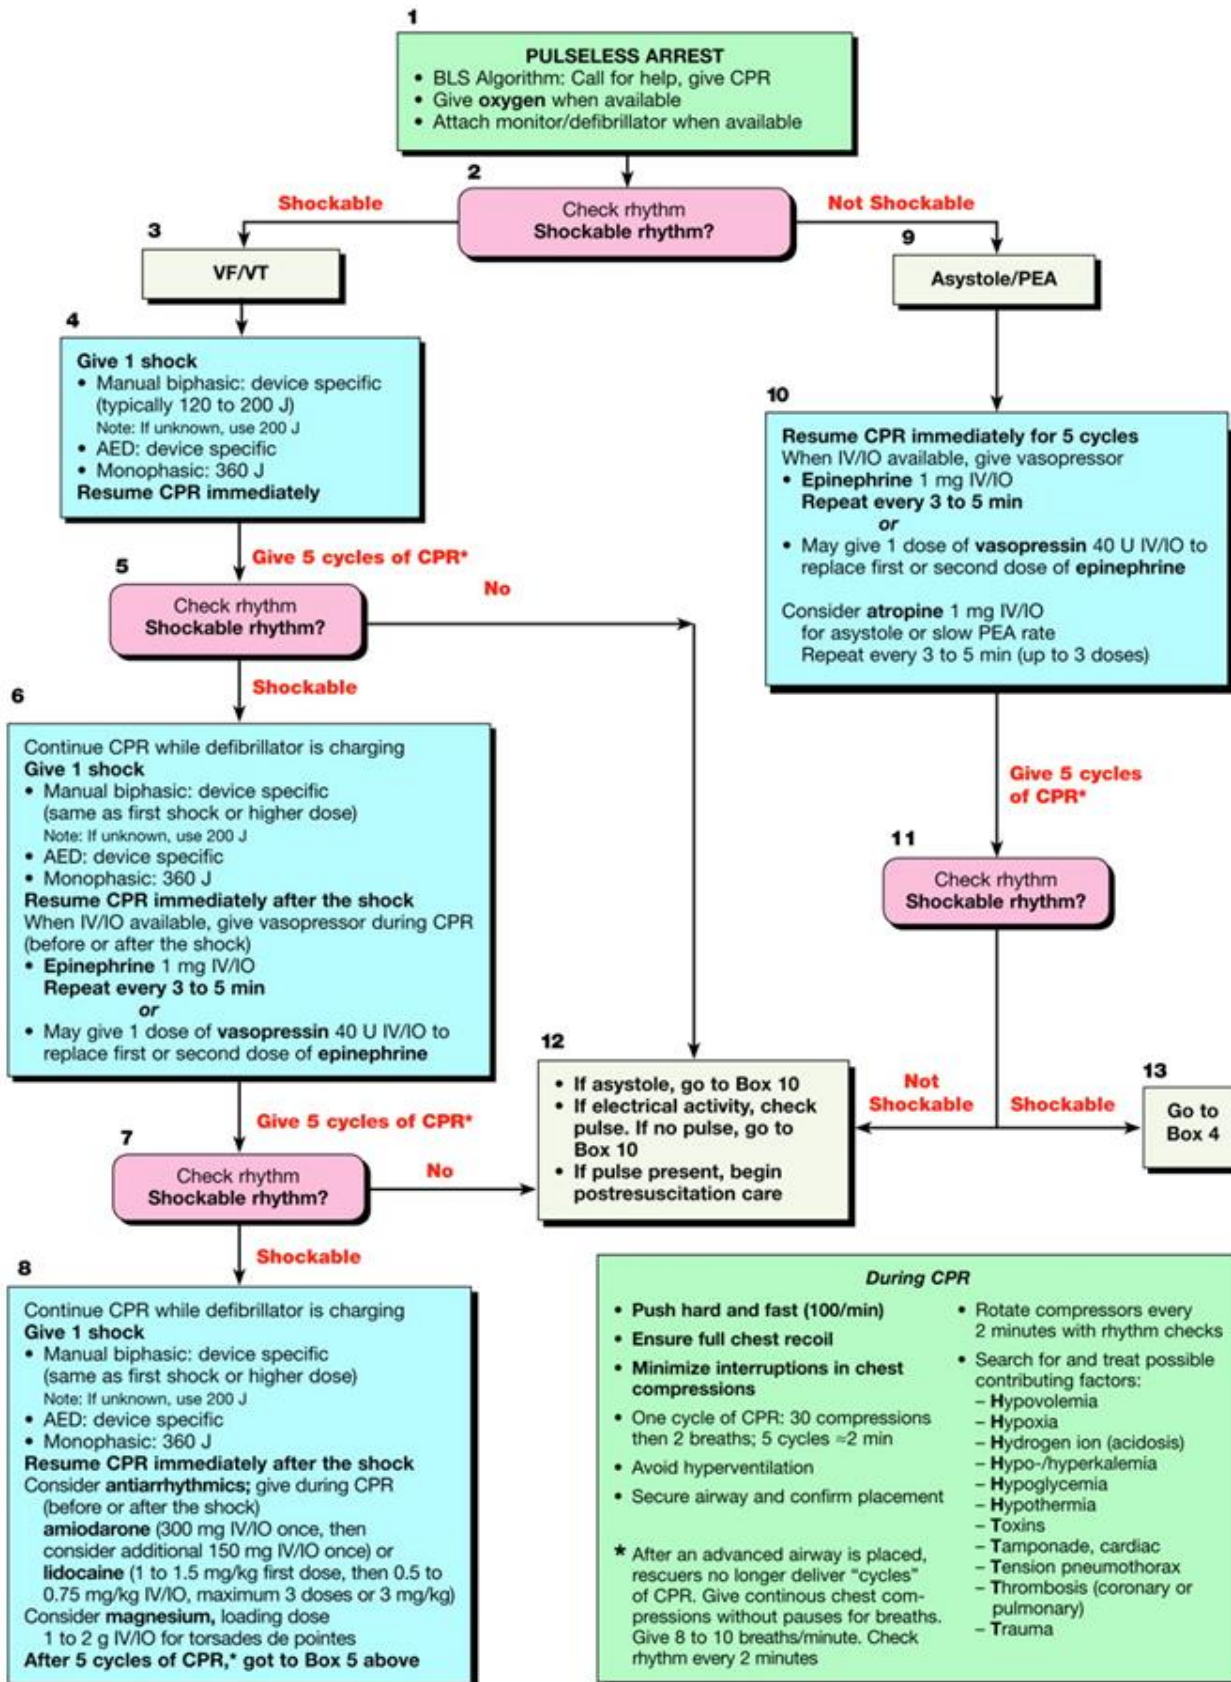 1
PULSELESS ARREST
• BLS Algorithm: Call for help, give CPR
• Give oxygen when available
• Attach monitor/defibrillator when available
2
Shockable
Check rhythm
Shockable rhythm?
Not Shockable
3
VF/VT
9
Asystole/PEA
4
Give 1 shock
• Manual biphasic: device specific
(typically 120 to 200 J)
Note: If unknown, use 200 J
• AED: device specific
• Monophasic: 360 J
Resume CPR immediately
10
Resume CPR immediately for 5 cycles
When IV/IO available, give vasopressor
• Epinephrine 1 mg IV/IO
Repeat every 3 to 5 min
or
• May give 1 dose of vasopressin 40 U IV/IO to
replace first or second dose of epinephrine
Consider atropine 1 mg IV/IO
for asystole or slow PEA rate
Repeat every 3 to 5 min (up to 3 doses)
Give 5 cycles of CPR*
5
Check rhythm
Shockable rhythm?
No
Shockable
6
Continue CPR while defibrillator is charging
Give 1 shock
• Manual biphasic: device specific
(same as first shock or higher dose)
Note: If unknown, use 200 J
• AED: device specific
• Monophasic: 360 J
Resume CPR immediately after the shock
When IV/IO available, give vasopressor during CPR
(before or after the shock)
• Epinephrine 1 mg IV/IO
Repeat every 3 to 5 min
or
• May give 1 dose of vasopressin 40 U IV/IO to
replace first or second dose of epinephrine
Give 5 cycles
of CPR*
11
Check rhythm
Shockable rhythm?
12
• If asystole, go to Box 10
• If electrical activity, check
pulse. If no pulse, go to
Box 10
• If pulse present, begin
postresuscitation care
Not
Shockable
Shockable
13
Go to
Box 4
Give 5 cycles of CPR*
7
Check rhythm
Shockable rhythm?
No
Shockable
8
Continue CPR while defibrillator is charging
Give 1 shock
• Manual biphasic: device specific
(same as first shock or higher dose)
Note: If unknown, use 200 J
• AED: device specific
• Monophasic: 360 J
Resume CPR immediately after the shock
Consider antiarrhythmics; give during CPR
(before or after the shock)
amiodarone (300 mg IV/IO once, then
consider additional 150 mg IV/IO once) or
lidocaine (1 to 1.5 mg/kg first dose, then 0.5 to
0.75 mg/kg IV/IO, maximum 3 doses or 3 mg/kg)
Consider magnesium, loading dose
1 to 2 g IV/IO for torsades de pointes
After 5 cycles of CPR,* got to Box 5 above
During CPR
• Push hard and fast (100/min)
• Ensure full chest recoil
• Minimize interruptions in chest
compressions
• One cycle of CPR: 30 compressions
then 2 breaths; 5 cycles ≈2 min
• Avoid hyperventilation
• Secure airway and confirm placement
* After an advanced airway is placed,
rescuers no longer deliver "cycles"
of CPR. Give continous chest com-
pressions without pauses for breaths.
Give 8 to 10 breaths/minute. Check
rhythm every 2 minutes
• Rotate compressors every
2 minutes with rhythm checks
• Search for and treat possible
contributing factors:
– Hypovolemia
– Hypoxia
– Hydrogen ion (acidosis)
– Hypo-/hyperkalemia
– Hypoglycemia
– Hypothermia
– Toxins
– Tamponade, cardiac
– Tension pneumothorax
– Thrombosis (coronary or
pulmonary)
– Trauma